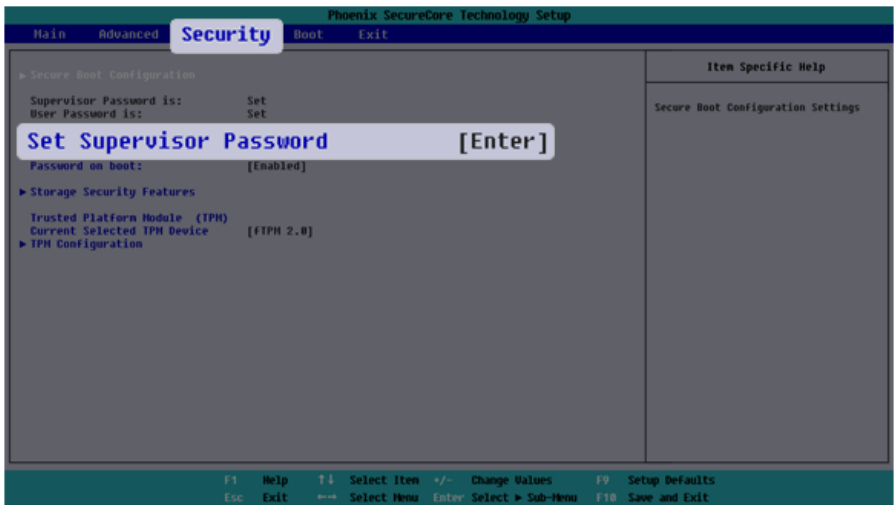 Phoenix SecureCore Technology Setup
Main Advanced Security Boot Exit
Item Specific Help
▶ Secure Boot Configuration
Secure Boot Configuration Settings
Supervisor Password is: Set
User Password is: Set
Set Supervisor Password [Enter]
Password on boot: [Enabled]
▶ Storage Security Features
Trusted Platform Module (TPM)
Current Selected TPM Device [fTPM 2.0]
▶ TPM Configuration
F1 Help ↑↓ Select Item +/- Change Values F9 Setup Defaults
Esc Exit ←→ Select Menu Enter Select ▶ Sub-Menu F10 Save and Exit